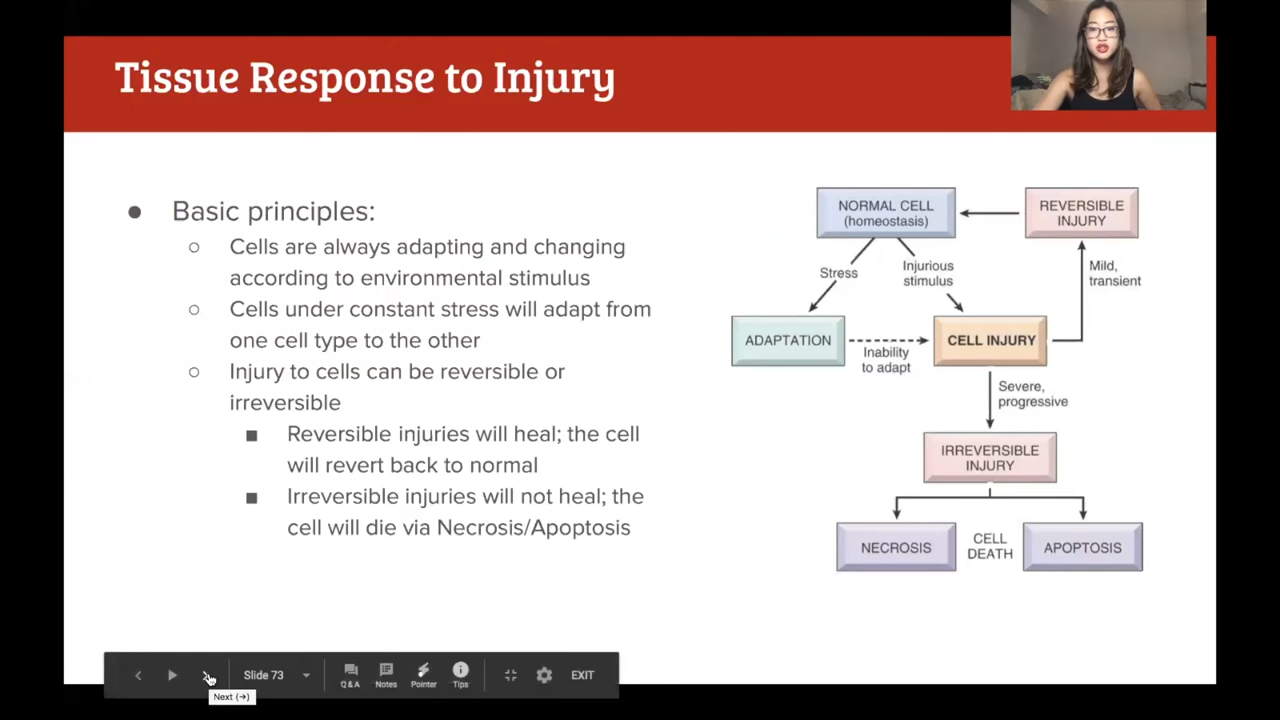 Tissue Response to Injury
● Basic principles:
○ Cells are always adapting and changing
according to environmental stimulus
○ Cells under constant stress will adapt from
one cell type to the other
○ Injury to cells can be reversible or
irreversible
■ Reversible injuries will heal; the cell
will revert back to normal
■ Irreversible injuries will not heal; the
cell will die via Necrosis/Apoptosis
NORMAL CELL
(homeostasis)
REVERSIBLE
INJURY
Stress
Injurious
stimulus
Mild,
transient
ADAPTATION
Inability
to adapt
CELL INJURY
Severe,
progressive
IRREVERSIBLE
INJURY
NECROSIS
CELL
DEATH
APOPTOSIS
Slide 73
Q & A
Notes
Pointer
Tips
EXIT
Next (→)